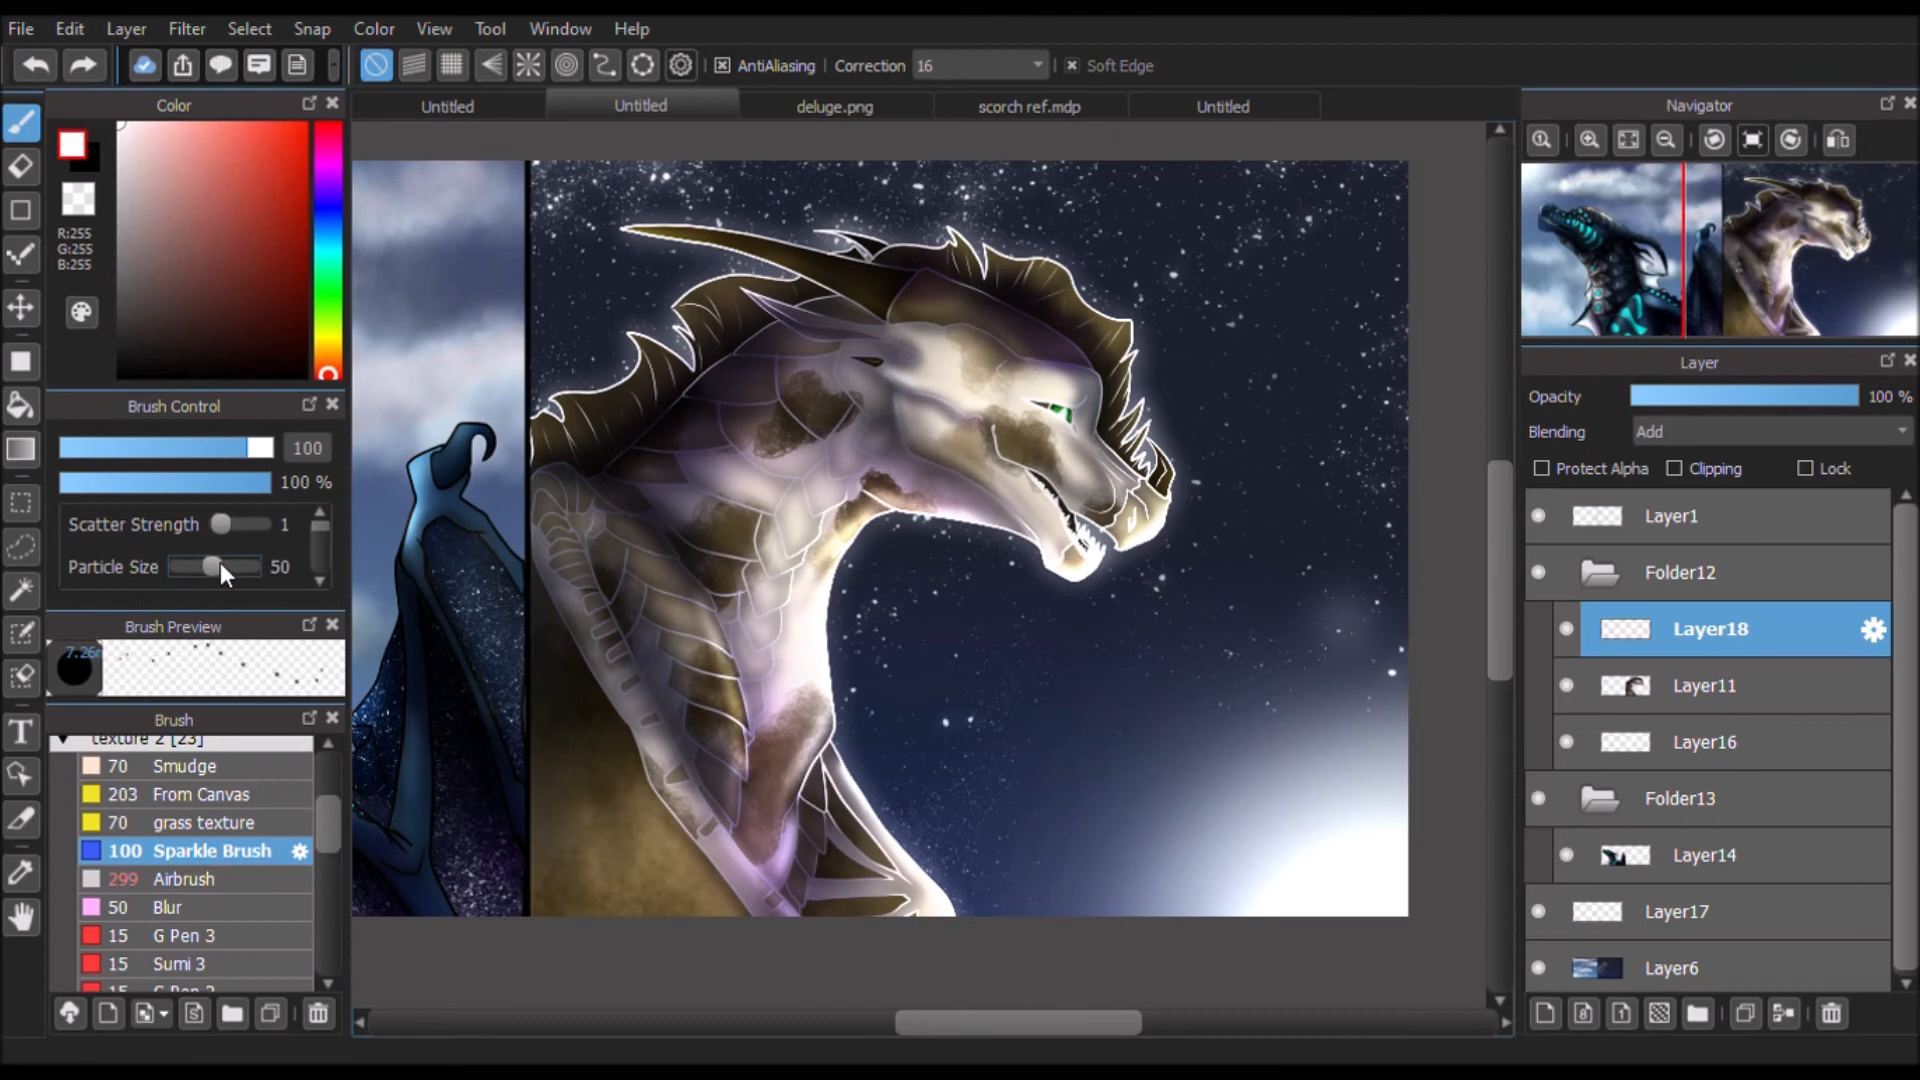 File Edit Layer Filter Select Snap Color View Tool Window Help
AntiAliasing Correction 16 Soft Edge
Color
Untitled Untitled deluge.png scorch ref.mdp Untitled
Navigator
R:255
G:255
B:255
Brush Control
100
100 %
Scatter Strength 1
Particle Size 50
Brush Preview
Brush
texture 2 [23]
70 Smudge
203 From Canvas
70 grass texture
100 Sparkle Brush
299 Airbrush
50 Blur
15 G Pen 3
15 Sumi 3
Layer
Opacity 100 %
Blending Add
Protect Alpha Clipping Lock
Layer1
Folder12
Layer18
Layer11
Layer16
Folder13
Layer14
Layer17
Layer6